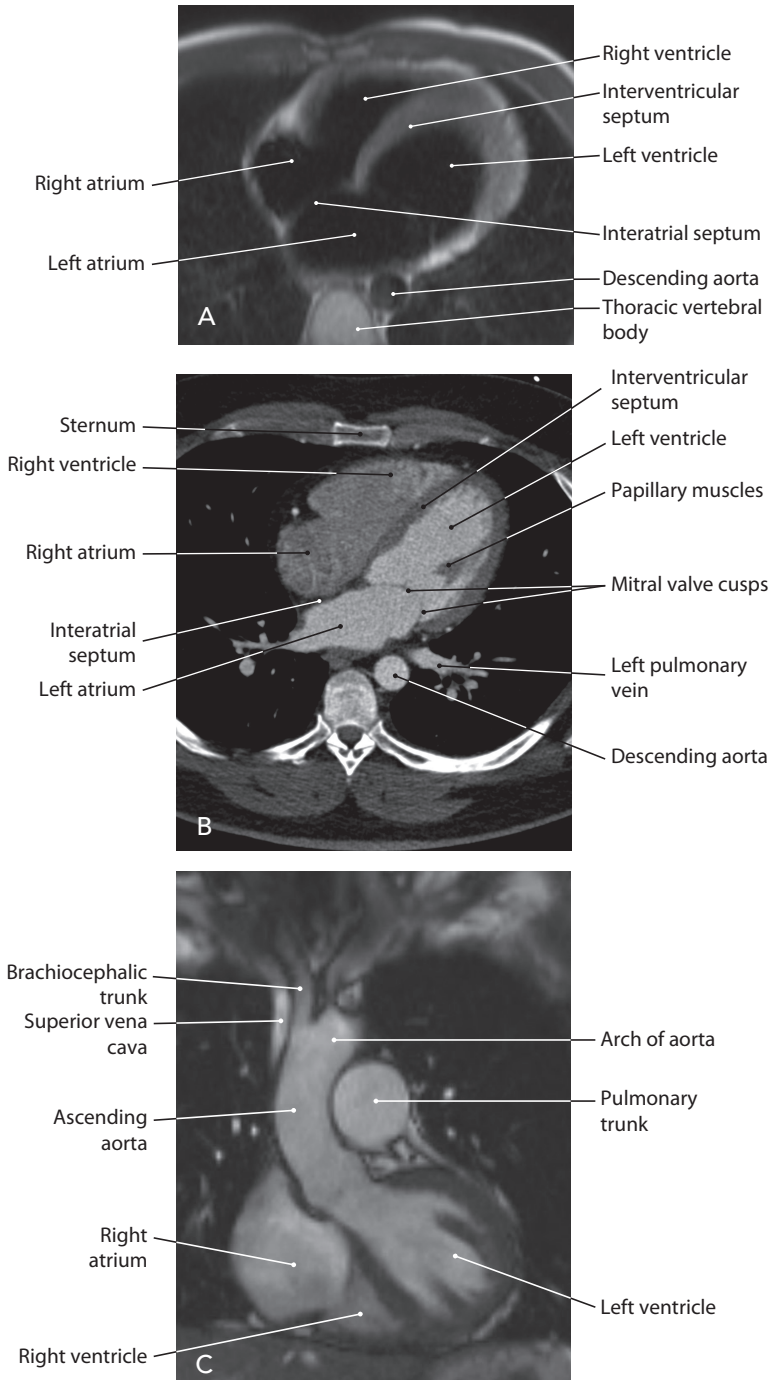 Right ventricle
Interventricular
septum
Left ventricle
Right atrium
Interatrial septum
Left atrium
Descending aorta
Thoracic vertebral
body
A
Interventricular
septum
Sternum
Left ventricle
Right ventricle
Papillary muscles
Right atrium
Mitral valve cusps
Interatrial
septum
Left pulmonary
vein
Left atrium
Descending aorta
B
Brachiocephalic
trunk
Superior vena
cava
Arch of aorta
Pulmonary
trunk
Ascending
aorta
Right
atrium
Left ventricle
Right ventricle
C